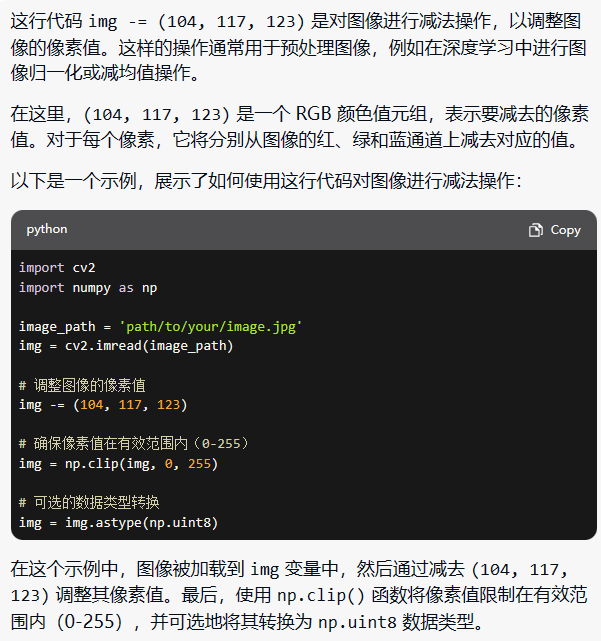 这行代码 img -= (104, 117, 123) 是对图像进行减法操作，以调整图
像的像素值。这样的操作通常用于预处理图像，例如在深度学习中进行图
像归一化或减均值操作。
在这里，(104, 117, 123) 是一个 RGB 颜色值元组，表示要减去的像素
值。对于每个像素，它将分别从图像的红、绿和蓝通道上减去对应的值。
以下是一个示例，展示了如何使用这行代码对图像进行减法操作：
python
Copy
import cv2
import numpy as np
image_path = 'path/to/your/image.jpg'
img = cv2.imread(image_path)
# 调整图像的像素值
img -= (104, 117, 123)
# 确保像素值在有效范围内（0-255）
img = np.clip(img, 0, 255)
# 可选的数据类型转换
img = img.astype(np.uint8)
在这个示例中，图像被加载到 img 变量中，然后通过减去 (104, 117,
123) 调整其像素值。最后，使用 np.clip() 函数将像素值限制在有效范
围内（0-255），并可选地将其转换为 np.uint8 数据类型。